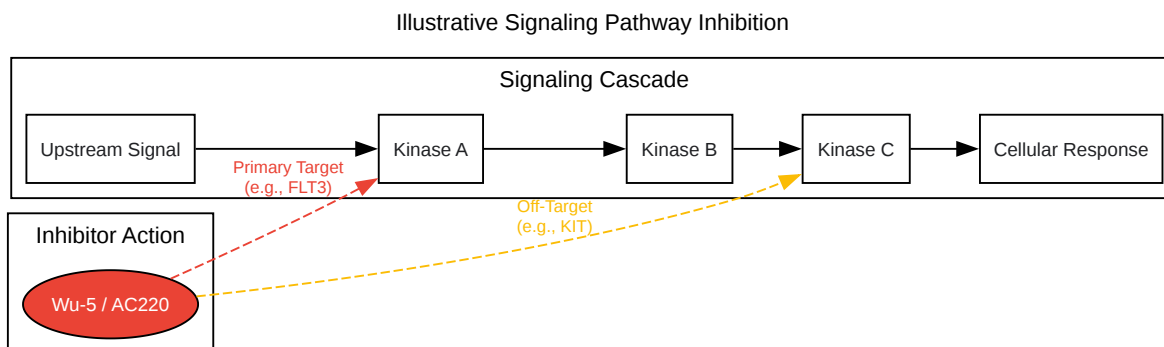 Illustrative Signaling Pathway Inhibition
Signaling Cascade
Upstream Signal
Kinase A
Kinase B
Kinase C
Cellular Response
Primary Target
(e.g., FLT3)
Off-Target
(e.g., KIT)
Inhibitor Action
Wu-5 / AC220